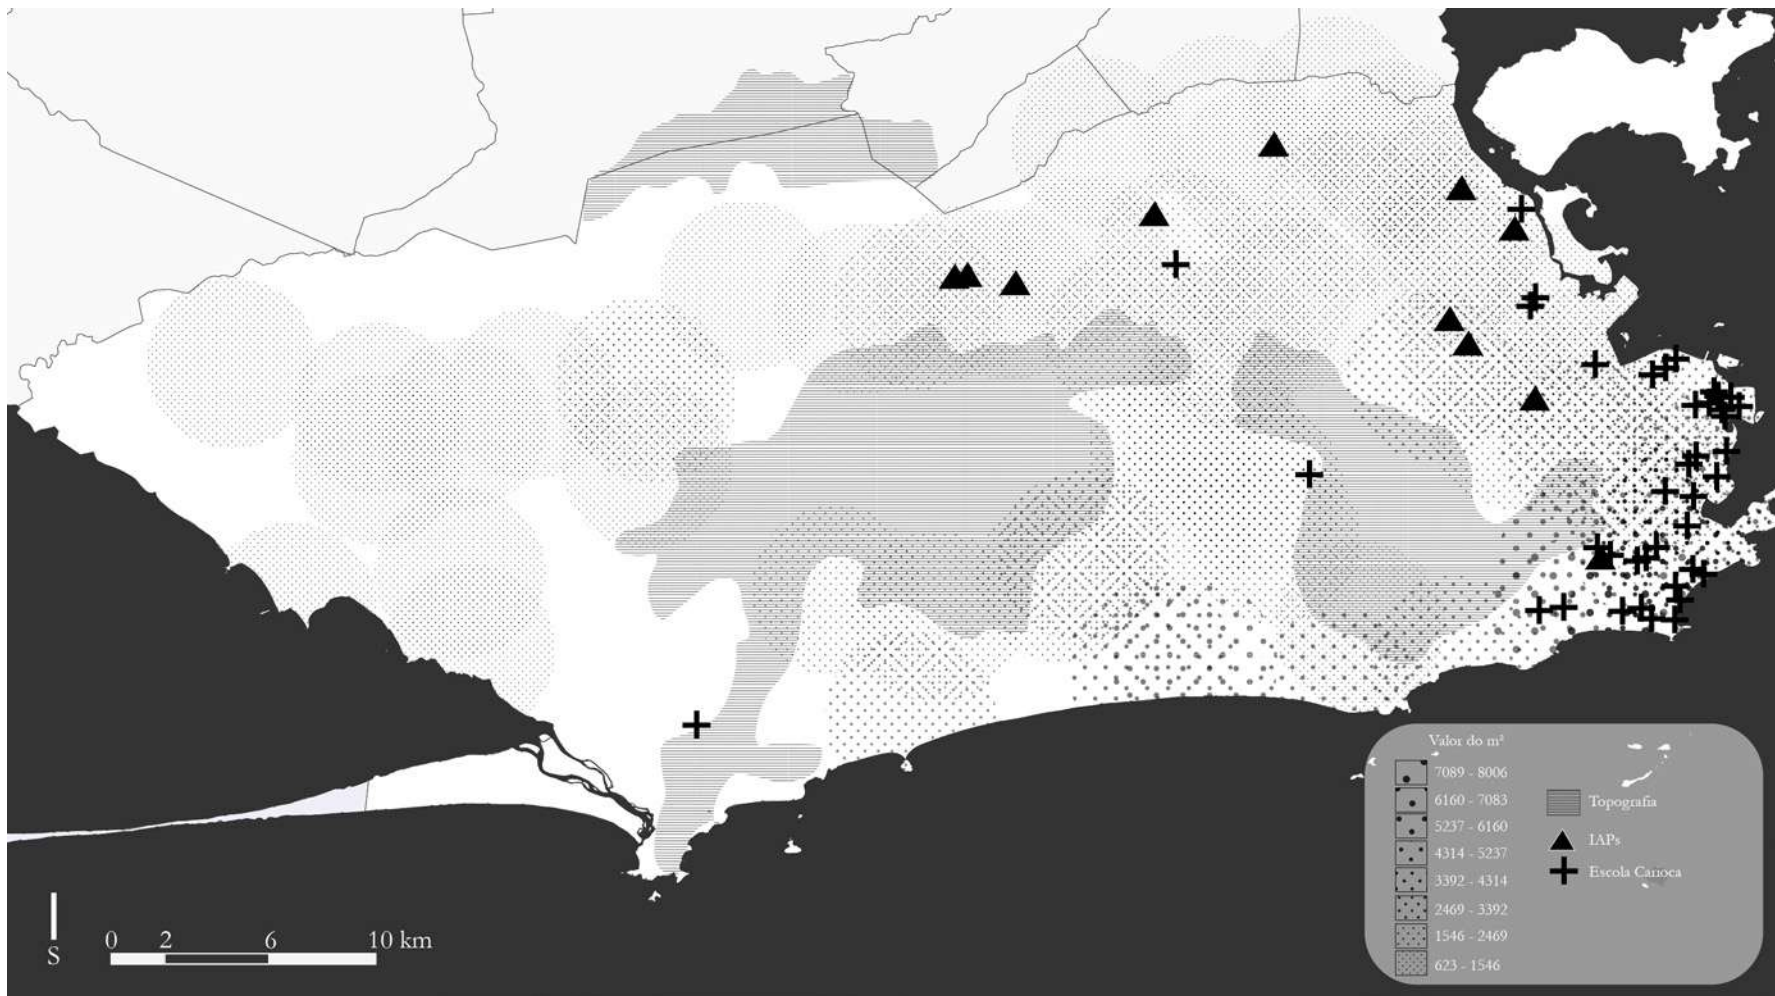 Valor do m²
7089 - 8006
6160 - 7083
5237 - 6160
4314 - 5237
3392 - 4314
2469 - 3392
1546 - 2469
623 - 1546
Topografia
IAPs
Escola Carioca
S
0 2 6 10 km